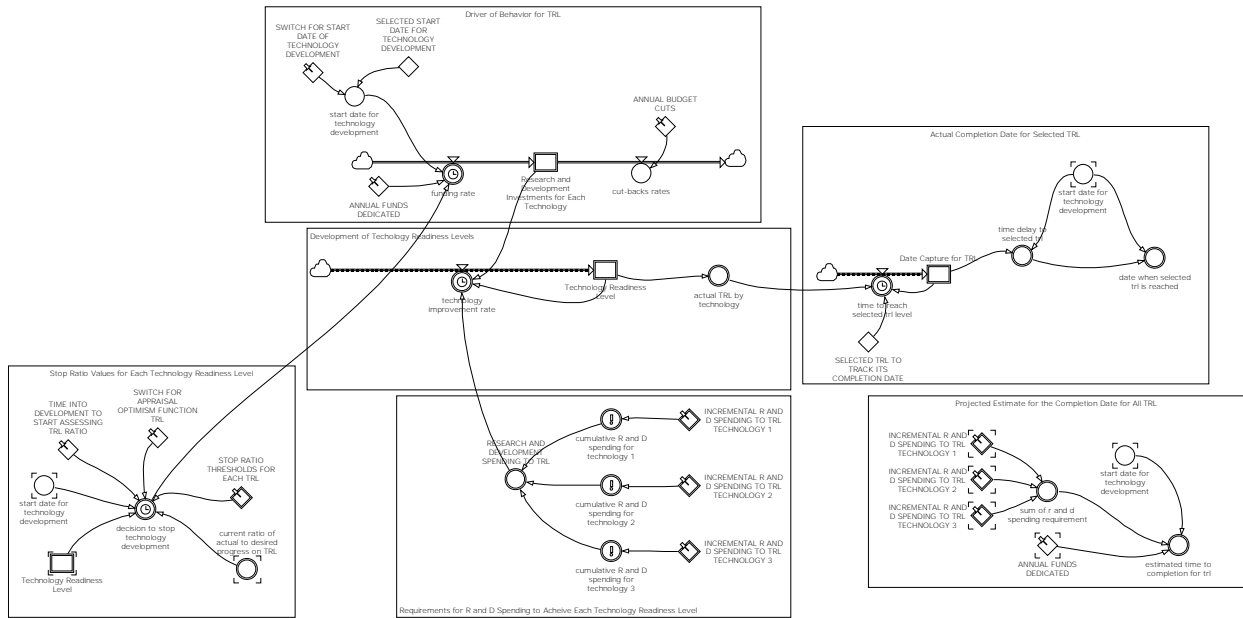 Driver of Behavior for TRL
SWITCH FOR START
DATE OF
TECHNOLOGY
DEVELOPMENT
SELECTED START
DATE FOR
TECHNOLOGY
DEVELOPMENT
start date for
technology
development
ANNUAL BUDGET
CUTS
funding rate
ANNUAL FUNDS
DEDICATED
Research and
Development
Investments for Each
Technology
cut-backs rates
Development of Techology Readiness Levels
technology
improvement rate
Technology Readiness
Level
actual TRL by
technology
Actual Completion Date for Selected TRL
start date for
technology
development
time delay to
selected trl
Date Capture for TRL
date when selected
trl is reached
time to reach
selected trl level
SELECTED TRL TO
TRACK ITS
COMPLETION DATE
Stop Ratio Values for Each Technology Readiness Level
TIME INTO
DEVELOPMENT TO
START ASSESSING
TRL RATIO
SWITCH FOR
APPRAISAL
OPTIMISM FUNCTION
TRL
STOP RATIO
THRESHOLDS FOR
EACH TRL
start date for
technology
development
decision to stop
technology
development
current ratio of
actual to desired
progress on TRL
Technology Readiness
Level
RESEARCH AND
DEVELOPMENT
SPENDING TO TRL
cumulative R and D
spending for
technology 1
INCREMENTAL R AND
D SPENDING TO TRL
TECHNOLOGY 1
cumulative R and D
spending for
technology 2
INCREMENTAL R AND
D SPENDING TO TRL
TECHNOLOGY 2
cumulative R and D
spending for
technology 3
INCREMENTAL R AND
D SPENDING TO TRL
TECHNOLOGY 3
Requirements for R and D Spending to Acheive Each Technology Readiness Level
Projected Estimate for the Completion Date for All TRL
INCREMENTAL R AND
D SPENDING TO TRL
TECHNOLOGY 1
INCREMENTAL R AND
D SPENDING TO TRL
TECHNOLOGY 2
INCREMENTAL R AND
D SPENDING TO TRL
TECHNOLOGY 3
start date for
technology
development
sum of r and d
spending requirement
ANNUAL FUNDS
DEDICATED
estimated time to
completion for trl